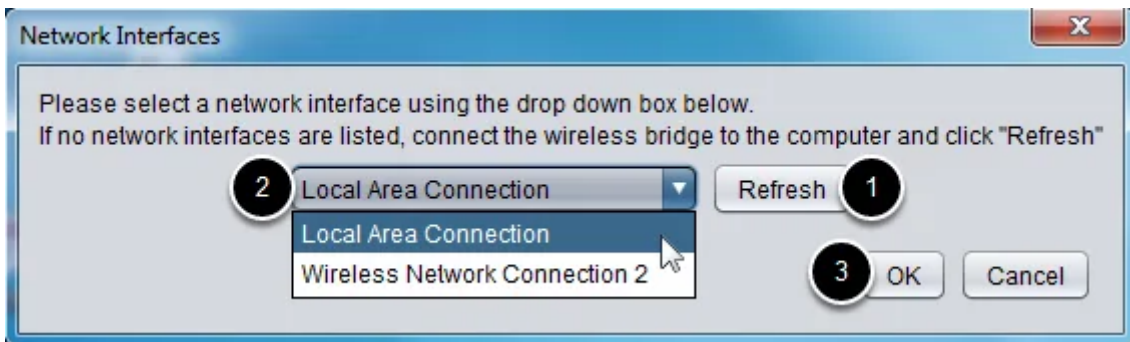 Network Interfaces
X
Please select a network interface using the drop down box below.
If no network interfaces are listed, connect the wireless bridge to the computer and click "Refresh"
2 Local Area Connection Refresh 1
Local Area Connection
Wireless Network Connection 2
3 OK Cancel